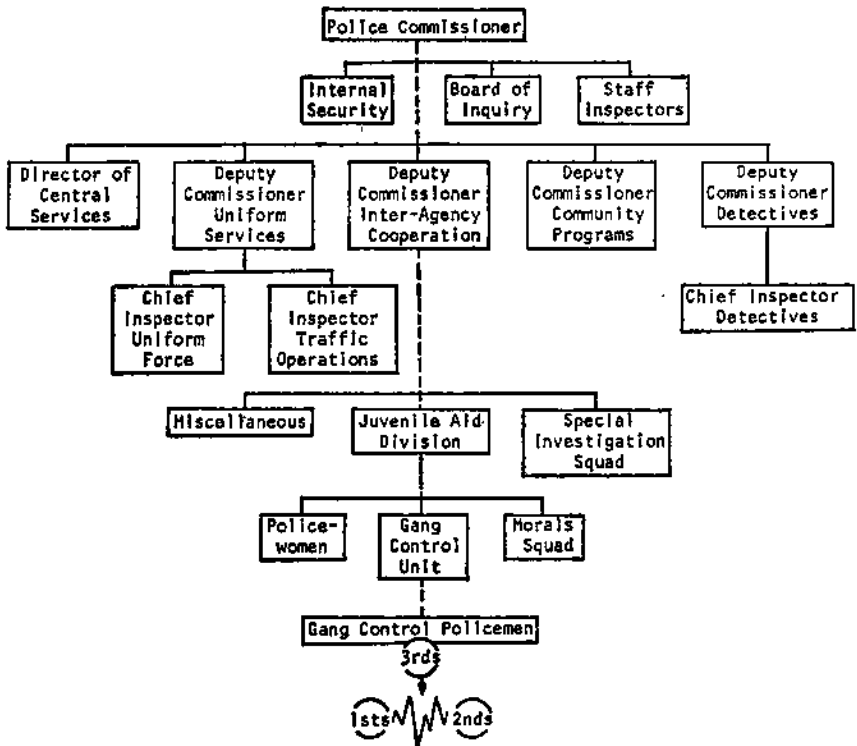 Police Commissioner
Internal
Security
Board of
Inquiry
Staff
Inspectors
Director of
Central
Services
Deputy
Commissioner
Uniform
Services
Deputy
Commissioner
Inter-Agency
Cooperation
Deputy
Commissioner
Community
Programs
Deputy
Commissioner
Detectives
Chief
Inspector
Uniform
Force
Chief
Inspector
Traffic
Operations
Chief Inspector
Detectives
Miscellaneous
Juvenile Aid
Division
Special
Investigation
Squad
Police-
women
Gang
Control
Unit
Morals
Squad
Gang Control Policemen
3rds
1sts
2nds